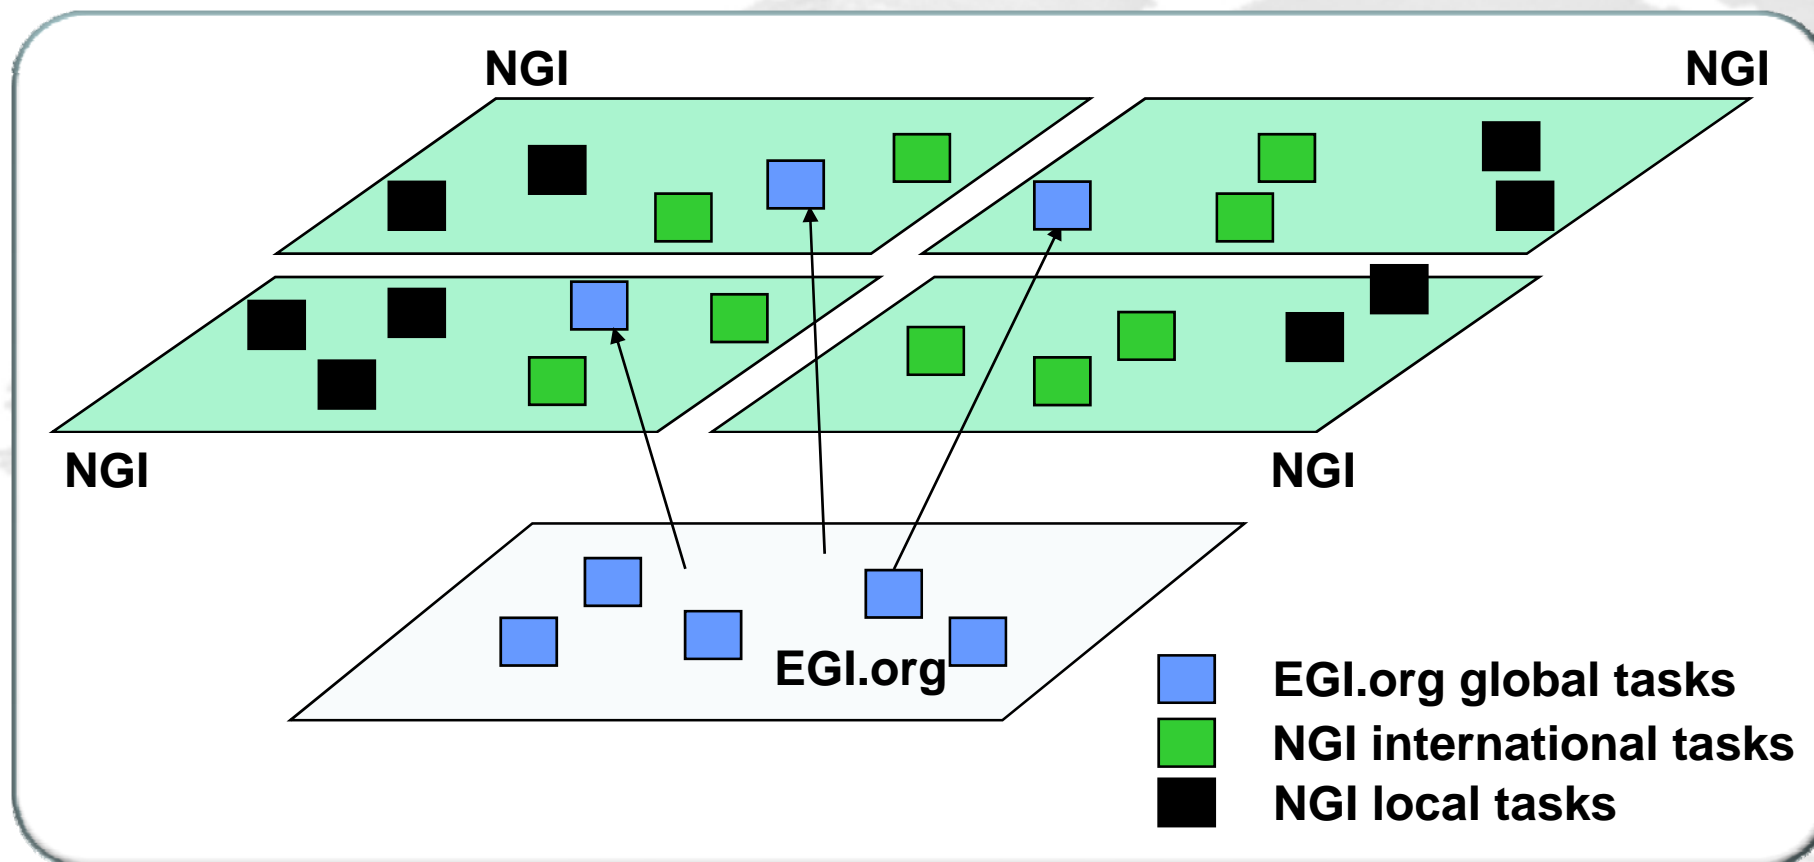 NGI
NGI
NGI
NGI
EGI.org
EGI.org global tasks
NGI international tasks
NGI local tasks